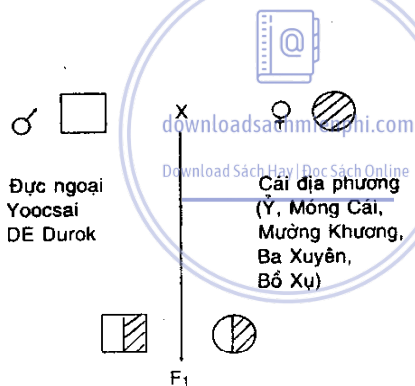 ♂ X ♀
downloadsachmienphi.com
Download Sách Hay | Đọc Sách Online
Đực ngoại
Yoocsai
DE Durok
Cái địa phương
(Ỷ, Móng Cái,
Mường Khương,
Ba Xuyên,
Bồ Xụ)
F1